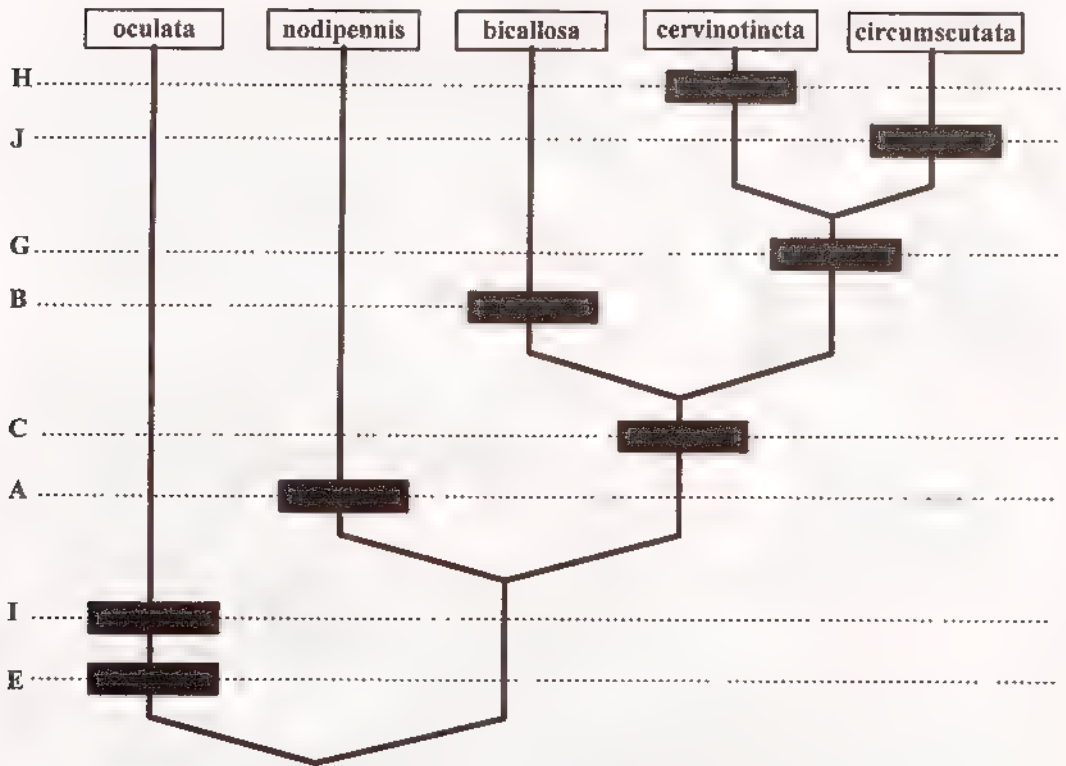 oculata nodipennis bicallosa cervinotincta circumscutata
H
J
G
B
C
A
I
E